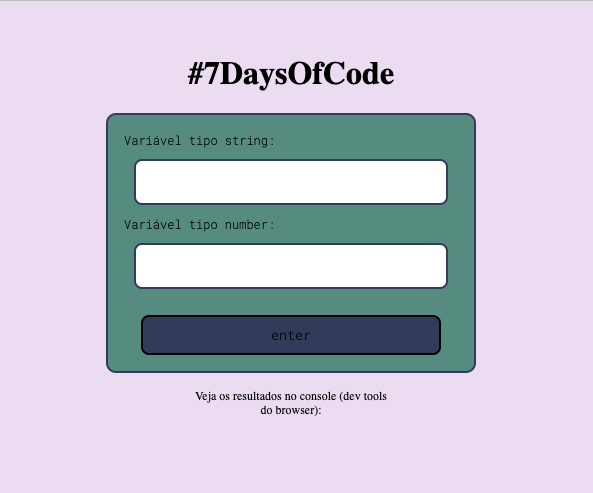 #7DaysOfCode
Variável tipo string:
Variável tipo number:
enter
Veja os resultados no console (dev tools
do browser):